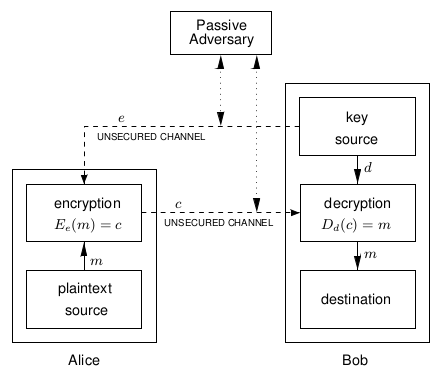 Passive
Adversary
e
UNSECURED CHANNEL
key
source
d
encryption
E_e(m) = c
c
UNSECURED CHANNEL
decryption
D_d(c) = m
m
m
plaintext
source
destination
Alice
Bob